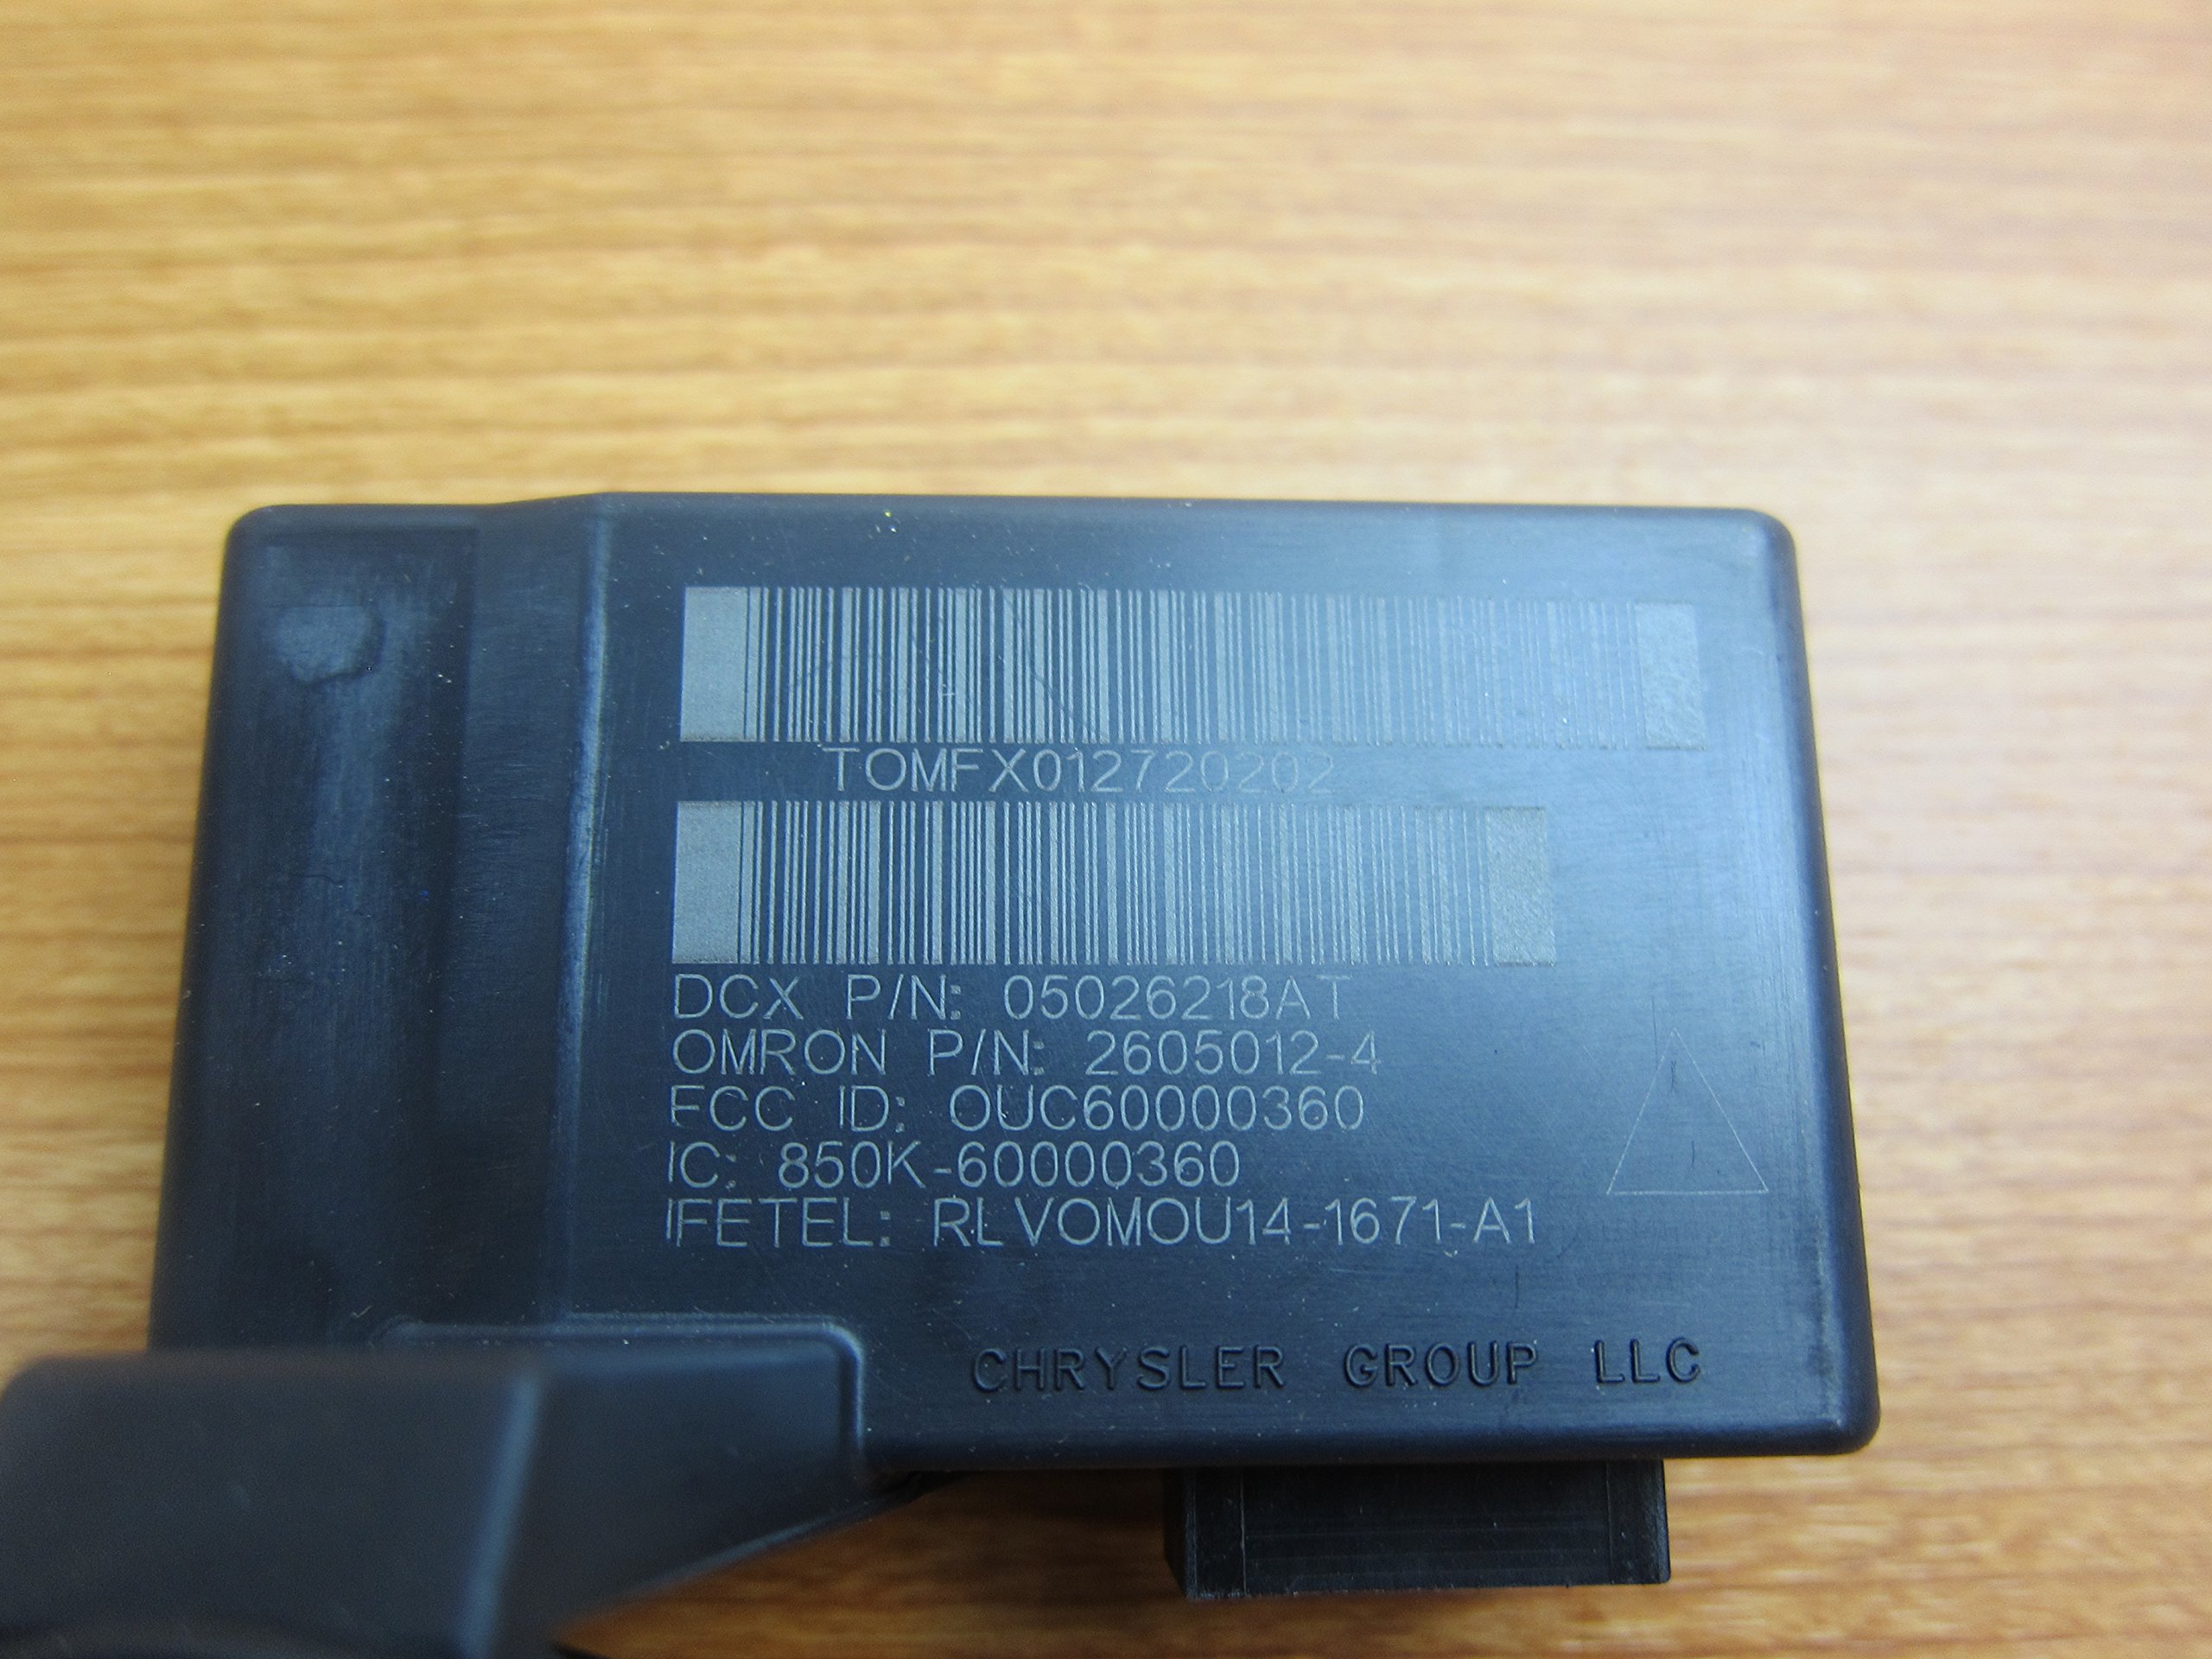 TOMFX012720202
DCX P/N: 05026218AT
OMRON P/N: 2605012-4
FCC ID: OUC60000360
IC: 850K-60000360
IFETEL: RLVOMOU14-1671-A1
1
CHRYSLER GROUP LLC